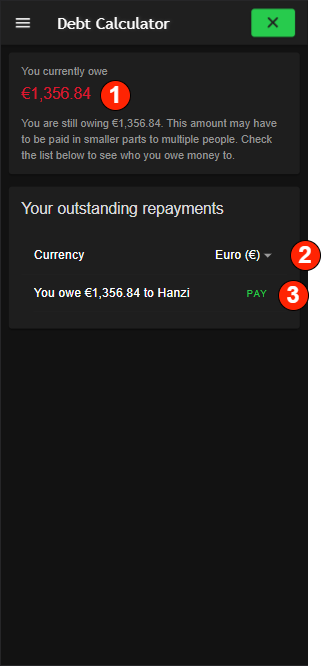 Debt Calculator
You currently owe
€1,356.84
1
You are still owing €1,356.84. This amount may have
to be paid in smaller parts to multiple people. Check
the list below to see who you owe money to.
Your outstanding repayments
Currency Euro (€) 2
You owe €1,356.84 to Hanzi PAY 3